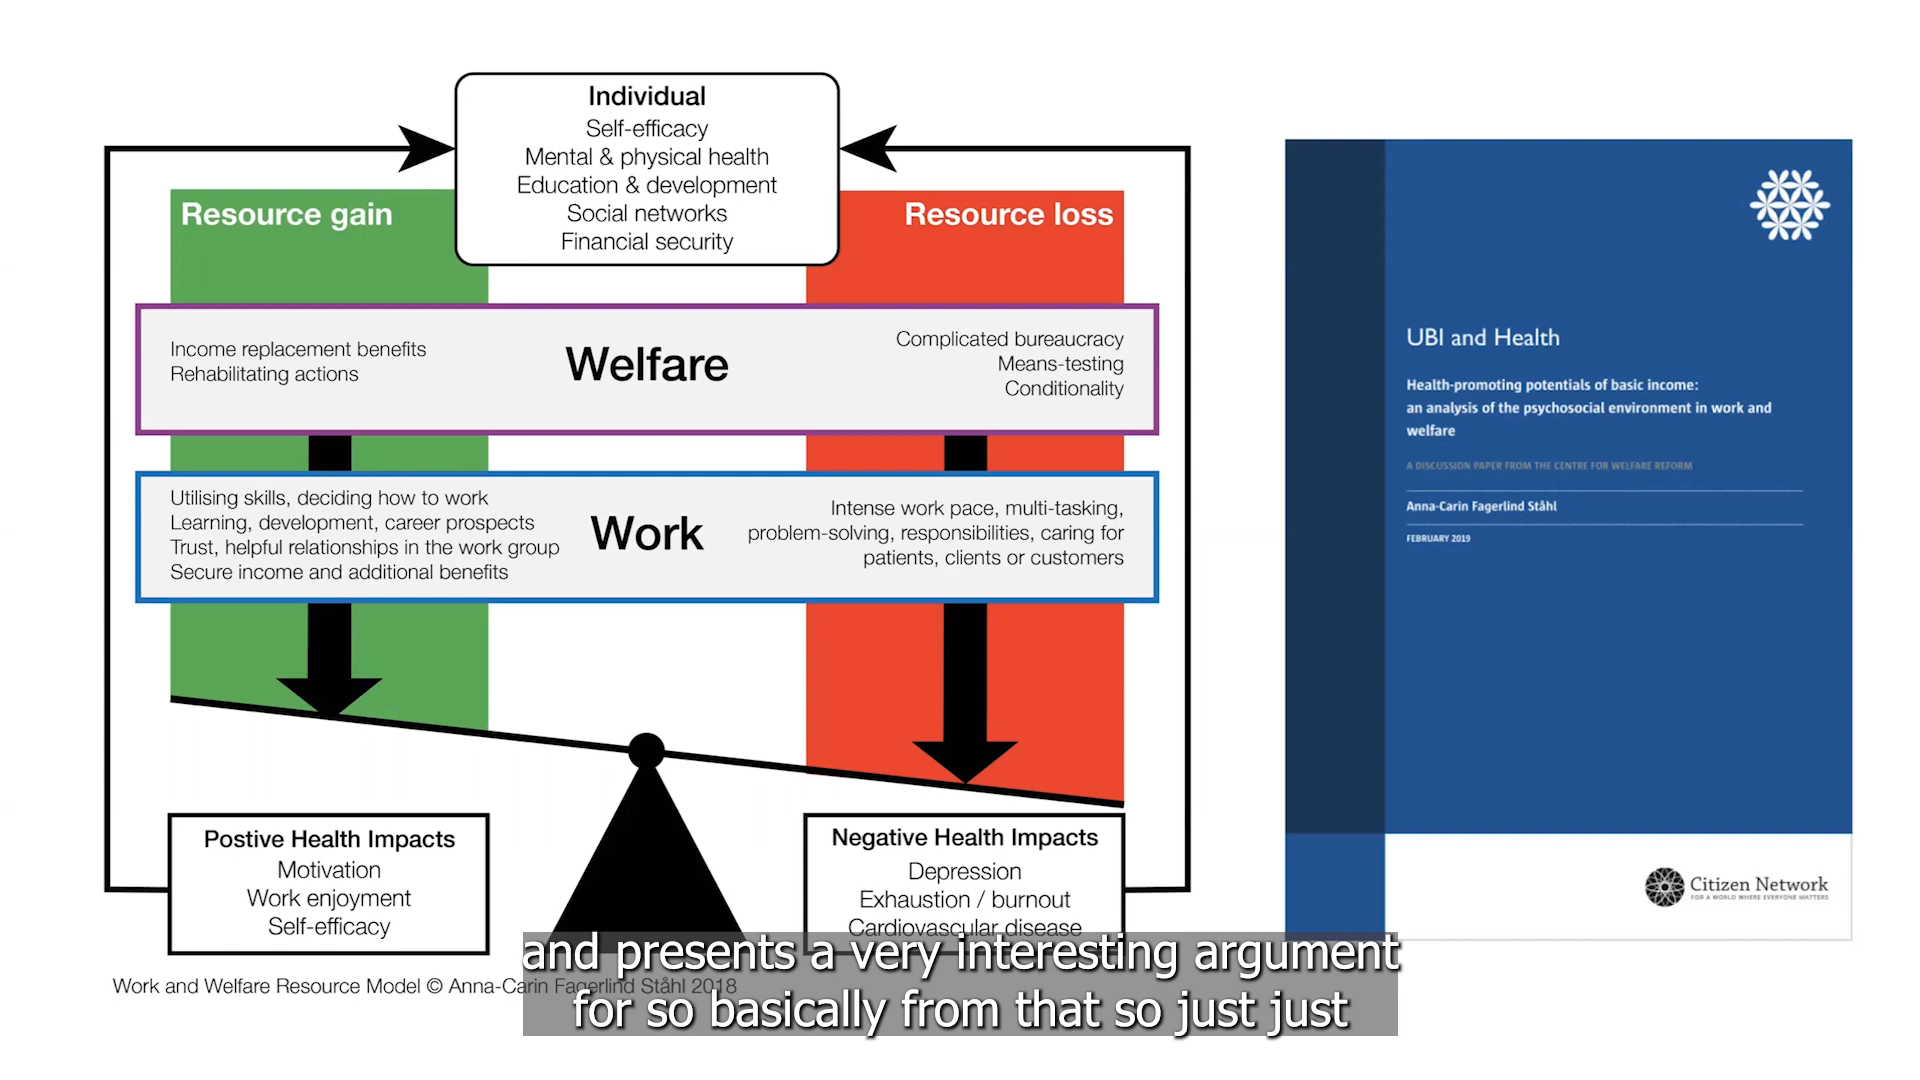 Individual
Self-efficacy
Mental & physical health
Education & development
Social networks
Financial security
Resource gain
Resource loss
Income replacement benefits
Rehabilitating actions
Welfare
Complicated bureaucracy
Means-testing
Conditionality
Utilising skills, deciding how to work
Learning, development, career prospects
Trust, helpful relationships in the work group
Secure income and additional benefits
Work
Intense work pace, multi-tasking,
problem-solving, responsibilities, caring for
patients, clients or customers
Postive Health Impacts
Motivation
Work enjoyment
Self-efficacy
Negative Health Impacts
Depression
Exhaustion / burnout
Cardiovascular disease
Work and Welfare Resource Model © Anna-Carin Fagerlind Ståhl 2018
UBI and Health
Health-promoting potentials of basic income:
an analysis of the psychosocial environment in work and
welfare
A DISCUSSION PAPER FROM THE CENTRE FOR WELFARE REFORM
Anna-Carin Fagerlind Ståhl
FEBRUARY 2019
Citizen Network
FOR A WORLD WHERE EVERYONE MATTERS
and presents a very interesting argument
for so basically from that so just just